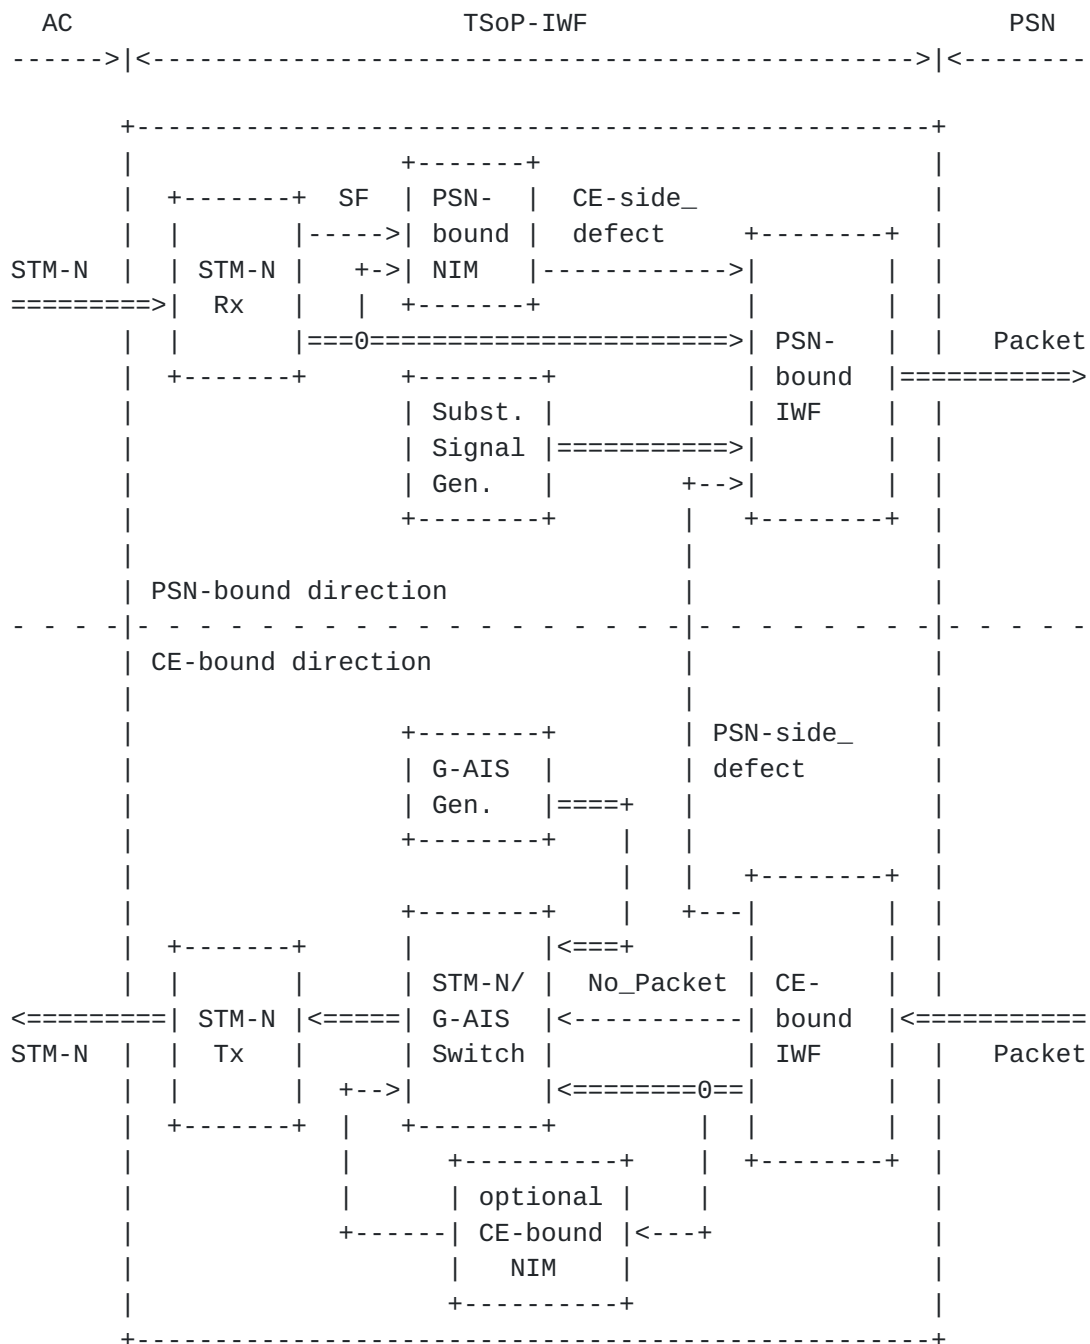 AC TSoP-IWF PSN
------>|<------------------------------------------------->|<--------
+---------------------------------------------------+
| +-------+ |
| +-------+ SF | PSN- | CE-side_ |
| | |----->| bound | defect +--------+ |
STM-N | | STM-N | +->| NIM |------------>| | |
=========>| Rx | | +-------+ | | |
| | |===0=======================>| PSN- | | Packet
| +-------+ +--------+ | bound |===========>
| | Subst. | | IWF | |
| | Signal |===========>| | |
| | Gen. | +-->| | |
| +--------+ | +--------+ |
| | |
| PSN-bound direction | |
- - - -|- - - - - - - - - - - - - - - - - -|- - - - - - - -|- - - - -
| CE-bound direction | |
| | |
| +--------+ | PSN-side_ |
| | G-AIS | | defect |
| | Gen. |====+ | |
| +--------+ | | |
| | | +--------+ |
| +--------+ | +---| | |
| +-------+ | |<===+ | | |
| | | | STM-N/ | No_Packet | CE- | |
<=========| STM-N |<=====| G-AIS |<-----------| bound |<===========
STM-N | | Tx | | Switch | | IWF | | Packet
| | | +-->| |<========0==| | |
| +-------+ | +--------+ | | | |
| | +----------+ | +--------+ |
| | | optional | | |
| +------| CE-bound |<---+ |
| | NIM | |
| +----------+ |
+---------------------------------------------------+